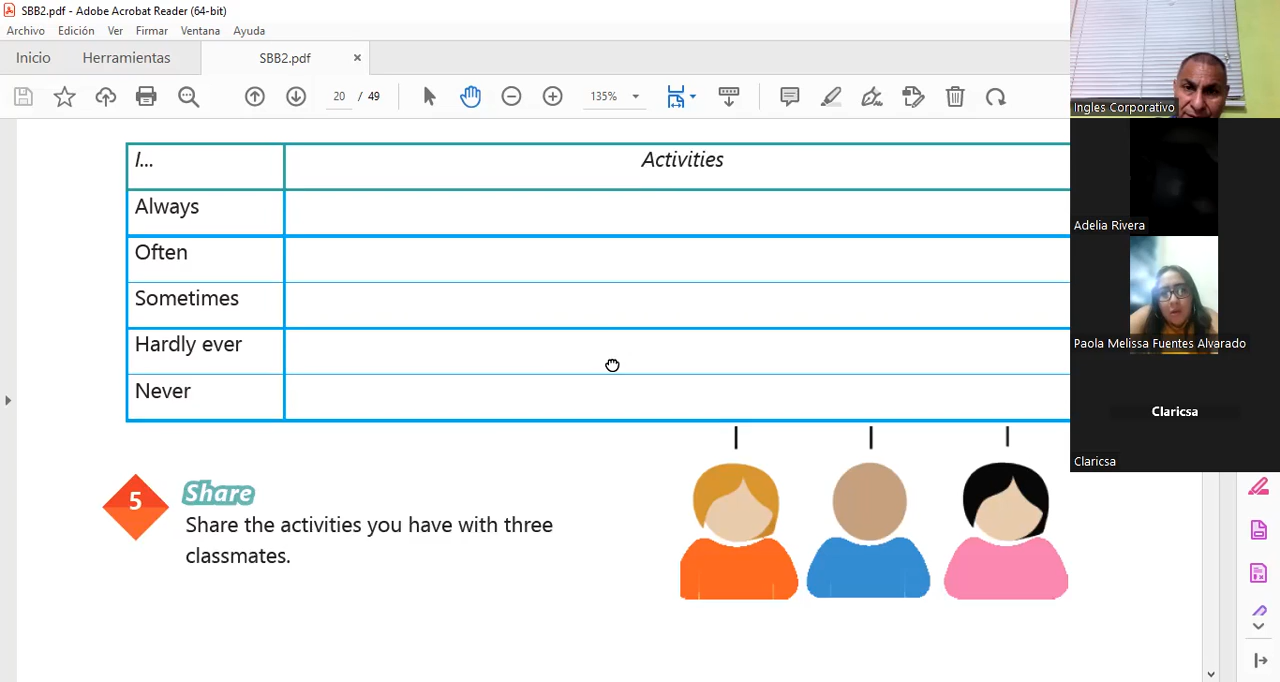 SBB2.pdf - Adobe Acrobat Reader (64-bit)
Archivo Edición Ver Firmar Ventana Ayuda
Inicio Herramientas SBB2.pdf ×
20 / 49 135%
I... Activities
Always
Often
Sometimes
Hardly ever
Never
5 Share
Share the activities you have with three
classmates.
Ingles Corporativo
Adelia Rivera
Paola Melissa Fuentes Alvarado
Claricsa
Claricsa